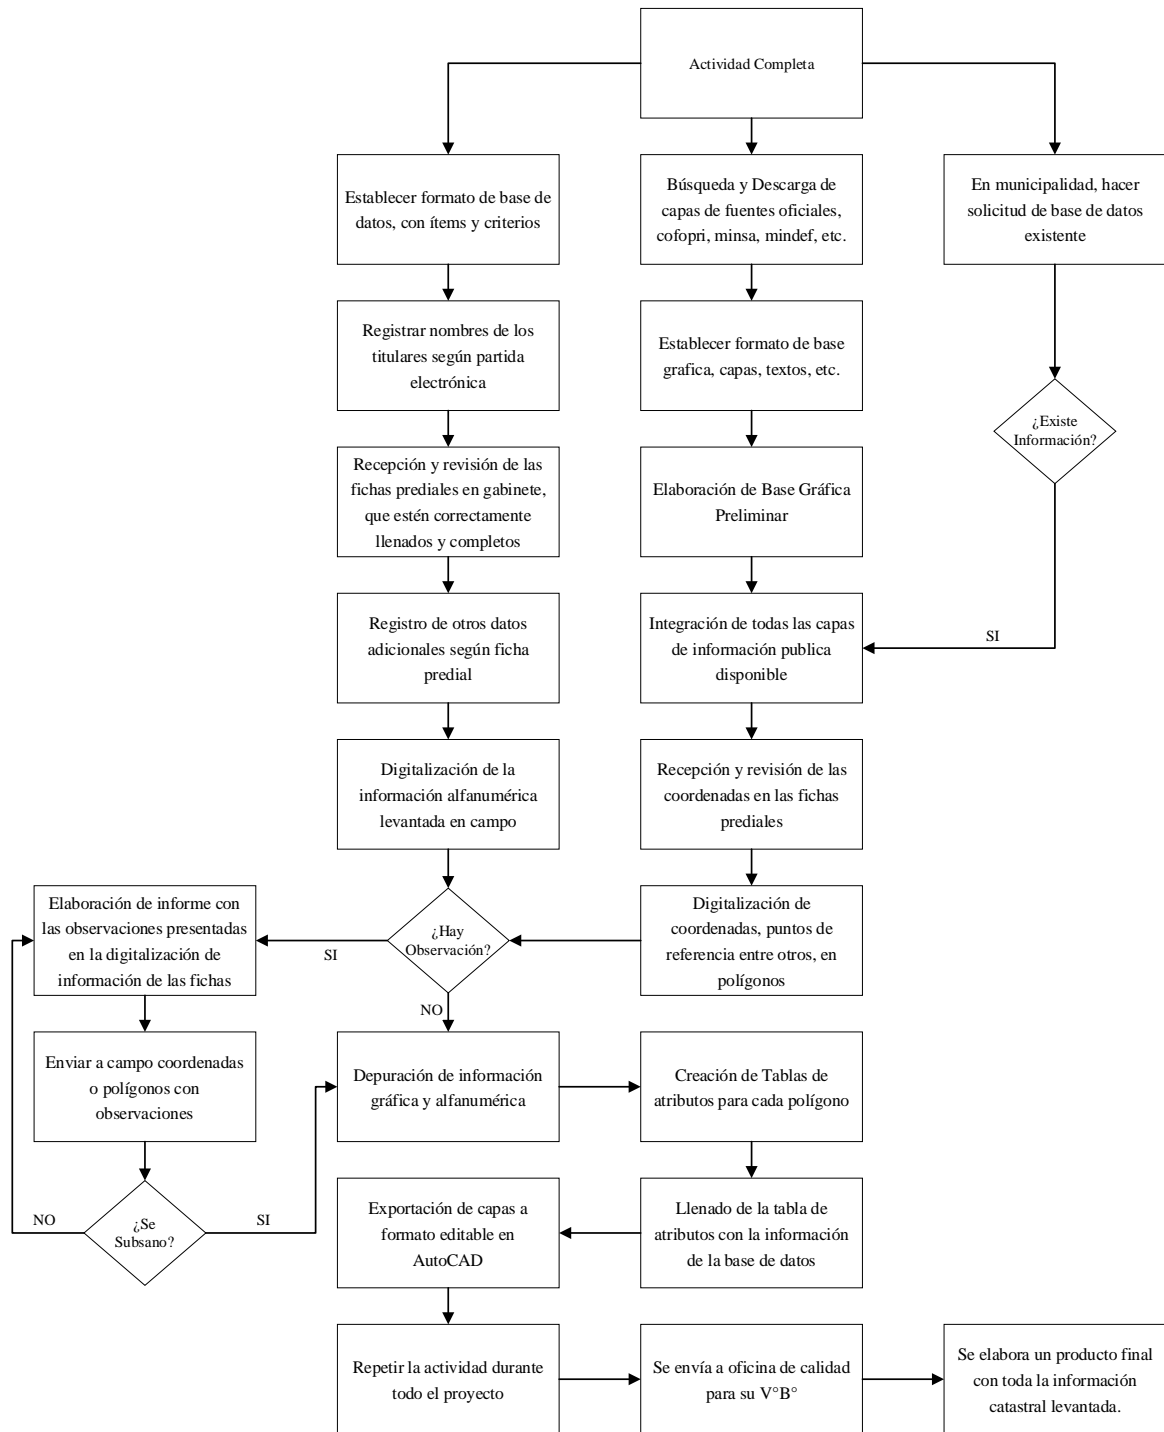 Actividad Completa
Establecer formato de base de
datos, con ítems y criterios
Búsqueda y Descarga de
capas de fuentes oficiales,
cofopri, minsa, mindef, etc.
En municipalidad, hacer
solicitud de base de datos
existente
Registrar nombres de los
titulares según partida
electrónica
Establecer formato de base
grafica, capas, textos, etc.
¿Existe
Información?
Recepción y revisión de las
fichas prediales en gabinete,
que estén correctamente
llenados y completos
Elaboración de Base Gráfica
Preliminar
Registro de otros datos
adicionales según ficha
predial
Integración de todas las capas
de información publica
disponible
SI
Digitalización de la
información alfanumérica
levantada en campo
Recepción y revisión de las
coordenadas en las fichas
prediales
Elaboración de informe con
las observaciones presentadas
en la digitalización de
información de las fichas
SI
¿Hay
Observación?
Digitalización de
coordenadas, puntos de
referencia entre otros, en
polígonos
NO
Enviar a campo coordenadas
o polígonos con
observaciones
Depuración de información
gráfica y alfanumérica
Creación de Tablas de
atributos para cada polígono
NO
¿Se
Subsano?
SI
Exportación de capas a
formato editable en
AutoCAD
Llenado de la tabla de
atributos con la información
de la base de datos
Repetir la actividad durante
todo el proyecto
Se envía a oficina de calidad
para su V°B°
Se elabora un producto final
con toda la información
catastral levantada.